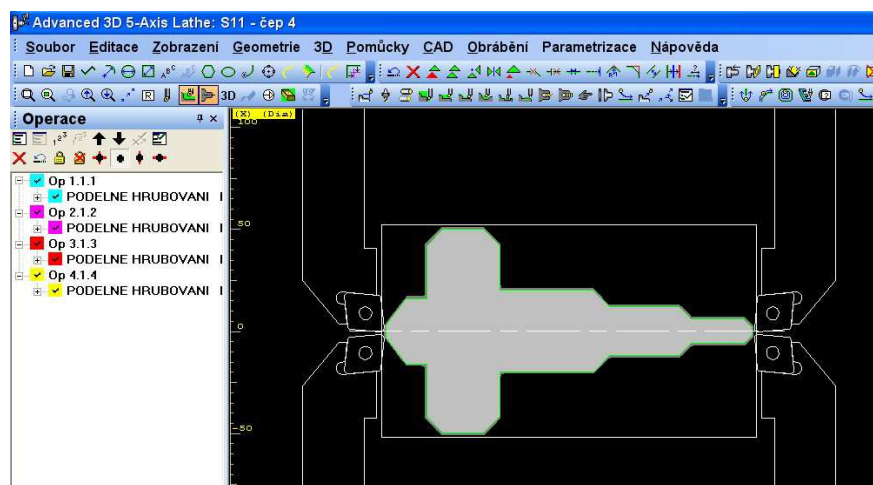 Advanced 3D 5-Axis Lathe: S11 - čep 4
Soubor Editace Zobrazení Geometrie 3D Pomůcky CAD Obrábění Parametrizace Nápověda
3D
Operace
(X) (Dia)
100
Op 1.1.1
PODELNE HRUBOVANI
Op 2.1.2
PODELNE HRUBOVANI
50
Op 3.1.3
PODELNE HRUBOVANI
Op 4.1.4
PODELNE HRUBOVANI
0
-50